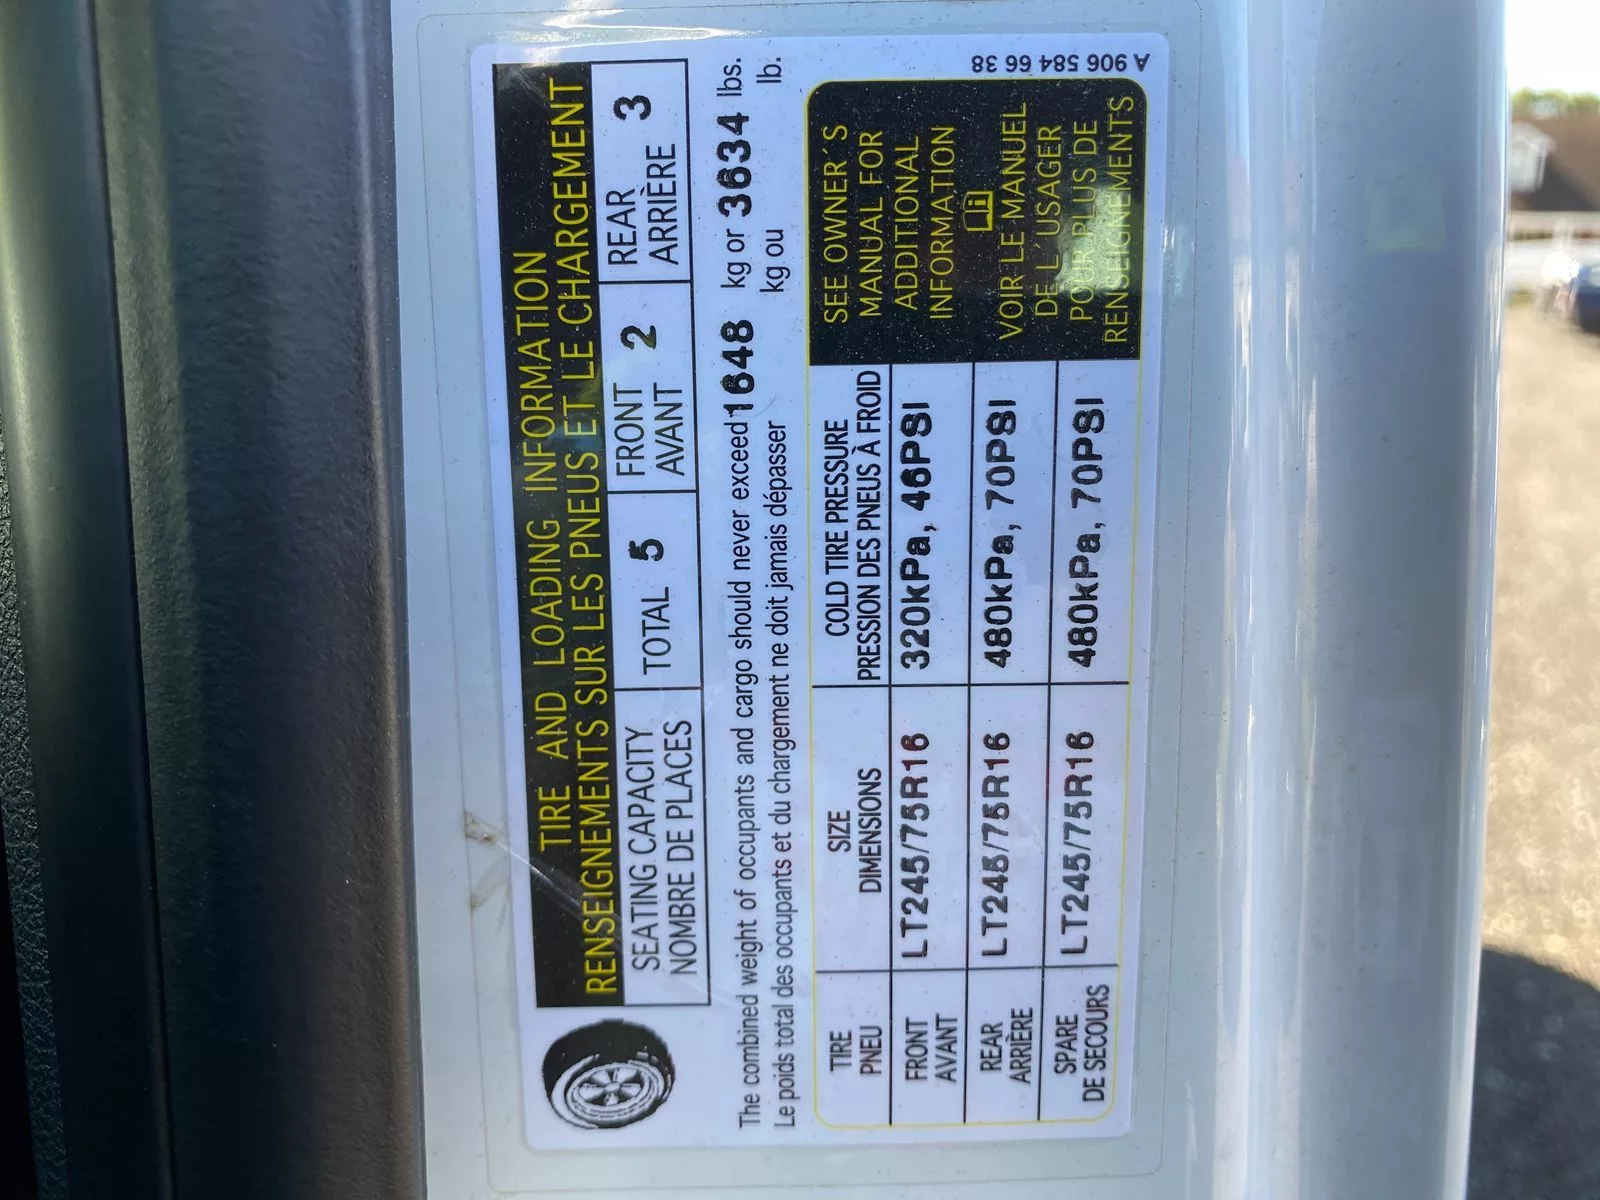 TIRE AND LOADING INFORMATION
RENSEIGNEMENTS SUR LES PNEUS ET LE CHARGEMENT
SEATING CAPACITY
NOMBRE DE PLACES
TOTAL 5
FRONT
AVANT
2
REAR
ARRIÈRE
3
The combined weight of occupants and cargo should never exceed 1648 kg or 3634 lbs.
Le poids total des occupants et du chargement ne doit jamais dépasser kg ou lb.
TIRE
PNEU
SIZE
DIMENSIONS
COLD TIRE PRESSURE
PRESSION DES PNEUS À FROID
FRONT
AVANT
LT245/75R16
320kPa, 46PSI
REAR
ARRIÈRE
LT245/75R16
480kPa, 70PSI
SPARE
DE SECOURS
LT245/75R16
480kPa, 70PSI
SEE OWNER´S
MANUAL FOR
ADDITIONAL
INFORMATION
VOIR LE MANUEL
DE L´USAGER
POUR PLUS DE
RENSEIGNEMENTS
A 906 584 66 38